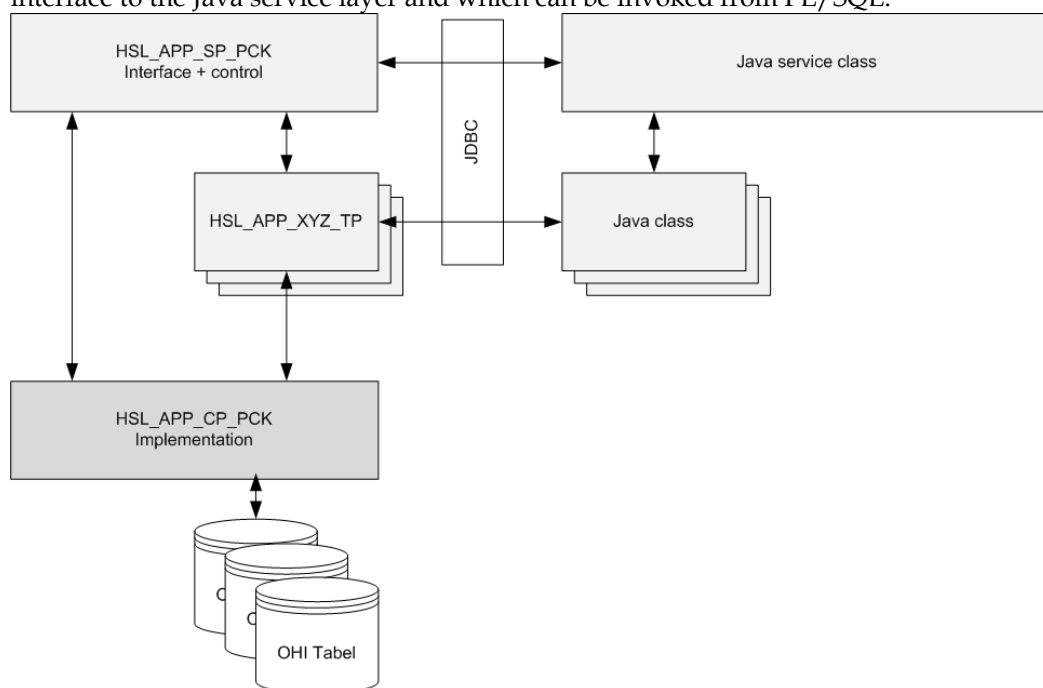 interface to the Java service layer and which can be invoked from PL/SQL.
HSL_APP_SP_PCK
Interface + control
Java service class
JDBC
HSL_APP_XYZ_TP
Java class
HSL_APP_CP_PCK
Implementation
OHI Tabel